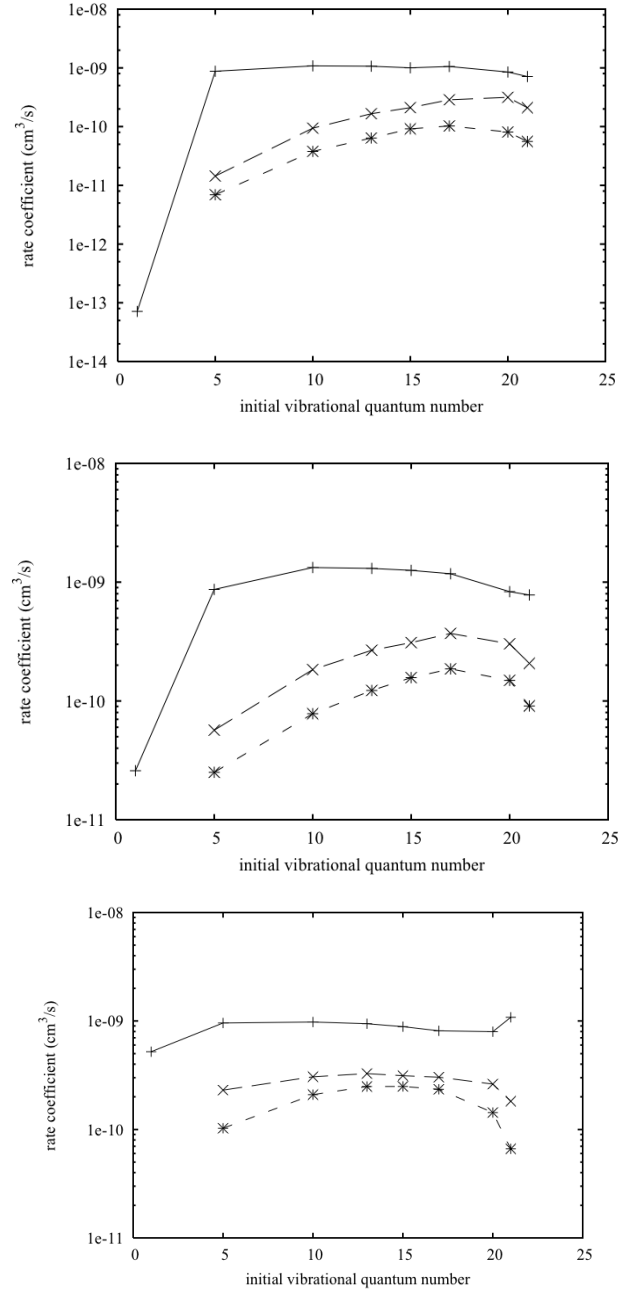 1e-08
1e-09
1e-10
1e-11
1e-12
1e-13
1e-14
rate coefficient (cm³/s)
0 5 10 15 20 25
initial vibrational quantum number
1e-08
1e-09
1e-10
1e-11
rate coefficient (cm³/s)
0 5 10 15 20 25
initial vibrational quantum number
1e-08
1e-09
1e-10
1e-11
rate coefficient (cm³/s)
0 5 10 15 20 25
initial vibrational quantum number